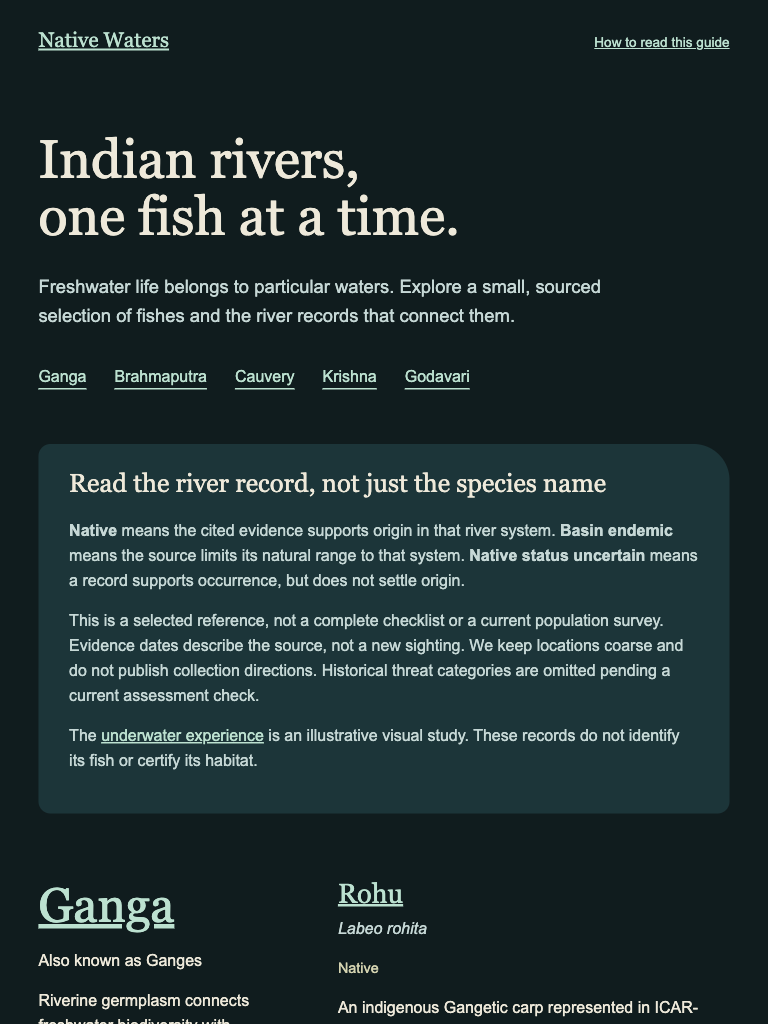 Native Waters
How to read this guide
Indian rivers,
one fish at a time.
Freshwater life belongs to particular waters. Explore a small, sourced
selection of fishes and the river records that connect them.
Ganga Brahmaputra Cauvery Krishna Godavari
Read the river record, not just the species name
Native means the cited evidence supports origin in that river system. Basin endemic
means the source limits its natural range to that system. Native status uncertain means
a record supports occurrence, but does not settle origin.
This is a selected reference, not a complete checklist or a current population survey.
Evidence dates describe the source, not a new sighting. We keep locations coarse and
do not publish collection directions. Historical threat categories are omitted pending a
current assessment check.
The underwater experience is an illustrative visual study. These records do not identify
its fish or certify its habitat.
Ganga
Also known as Ganges
Riverine germplasm connects
freshwater biodiversity with
Rohu
Labeo rohita
Native
An indigenous Gangetic carp represented in ICAR-